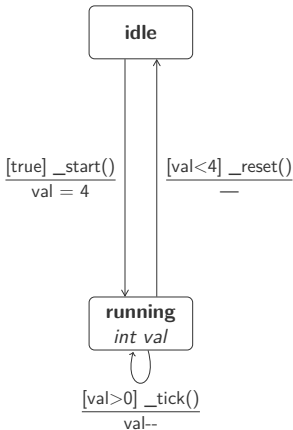 idle
[true] _start()
val = 4
[val<4] _reset()
—
running
int val
[val>0] _tick()
val--